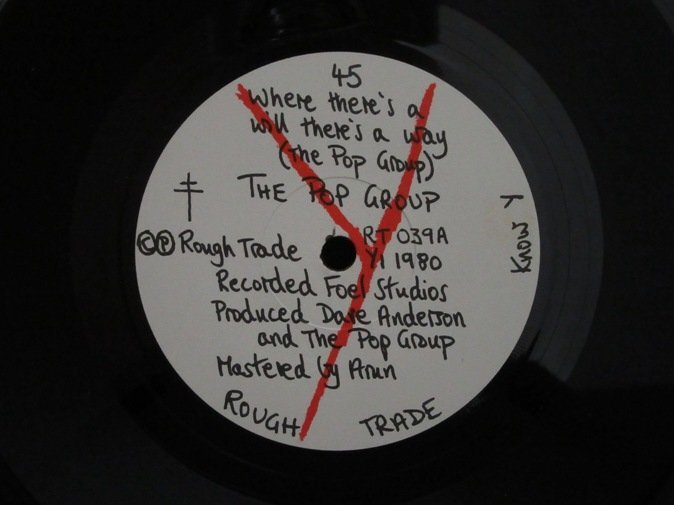 45
Where there's a
will there's a way
(The Pop Group)
THE POP GROUP
©℗ Rough Trade
RT 039A
Y1 1980
Recorded Foel Studios
Produced Dave Anderson
and The Pop Group
Mastered by Arun
ROUGH TRADE
Know Y